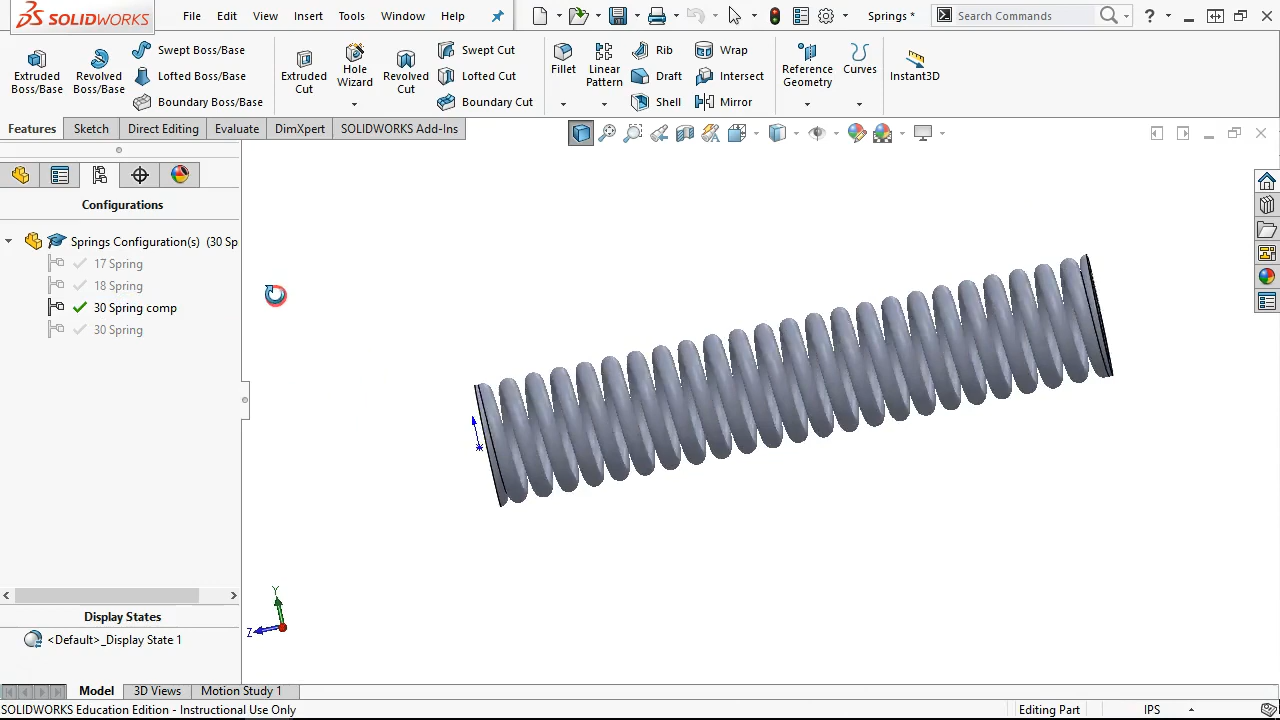 SOLIDWORKS File Edit View Insert Tools Window Help Springs * Search Commands ?
Extruded Boss/Base
Revolved Boss/Base
Swept Boss/Base
Lofted Boss/Base
Boundary Boss/Base
Extruded Cut
Hole Wizard
Revolved Cut
Swept Cut
Lofted Cut
Boundary Cut
Fillet
Linear Pattern
Rib
Draft
Shell
Wrap
Intersect
Mirror
Reference Geometry
Curves
Instant3D
Features Sketch Direct Editing Evaluate DimXpert SOLIDWORKS Add-Ins
Configurations
Springs Configuration(s) (30 Sp
17 Spring
18 Spring
30 Spring comp
30 Spring
Y
Z
Display States
<Default>_Display State 1
Model 3D Views Motion Study 1
SOLIDWORKS Education Edition - Instructional Use Only Editing Part IPS